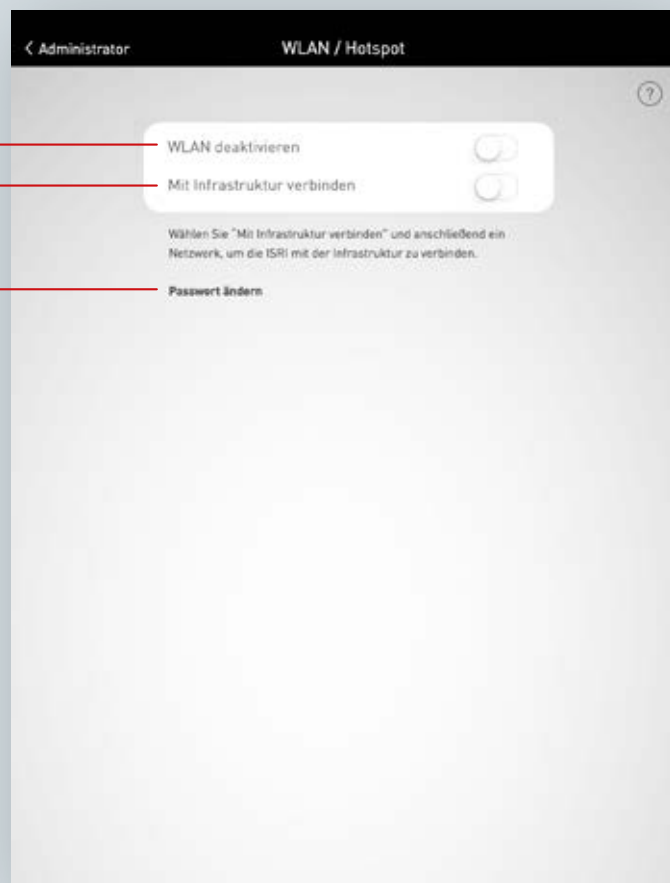 Administrator
WLAN / Hotspot
?
WLAN deaktivieren
Mit Infrastruktur verbinden
Wählen Sie "Mit Infrastruktur verbinden" und anschließend ein
Netzwerk, um die ISRI mit der Infrastruktur zu verbinden.
Passwort ändern